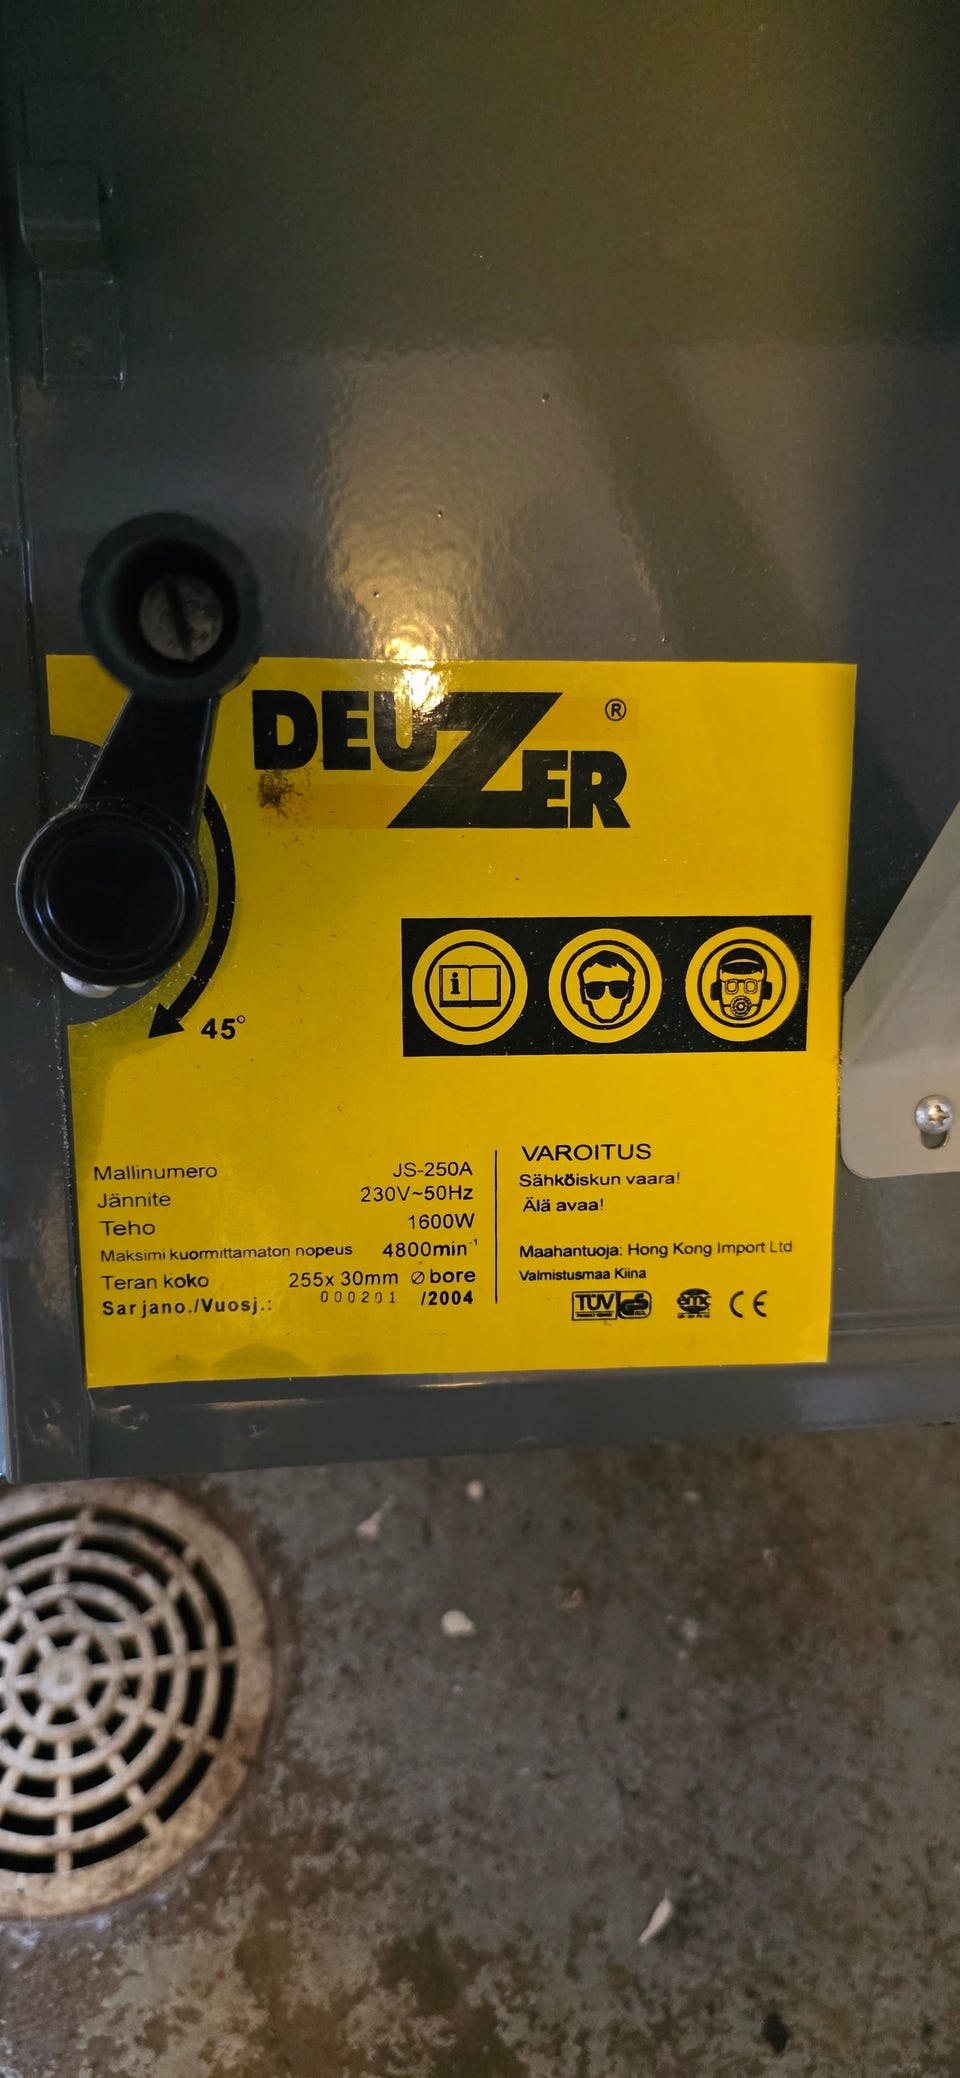 DEUZER ®
i
45°
Mallinumero JS-250A
Jännite 230V~50Hz
Teho 1600W
Maksimi kuormittamaton nopeus 4800min⁻¹
Teran koko 255x 30mm ∅ bore
Sarjano./Vuosj.: 000201 /2004
VAROITUS
Sähköiskun vaara!
Älä avaa!
Maahantuoja: Hong Kong Import Ltd
Valmistusmaa Kiina
TÜV GS emc CE